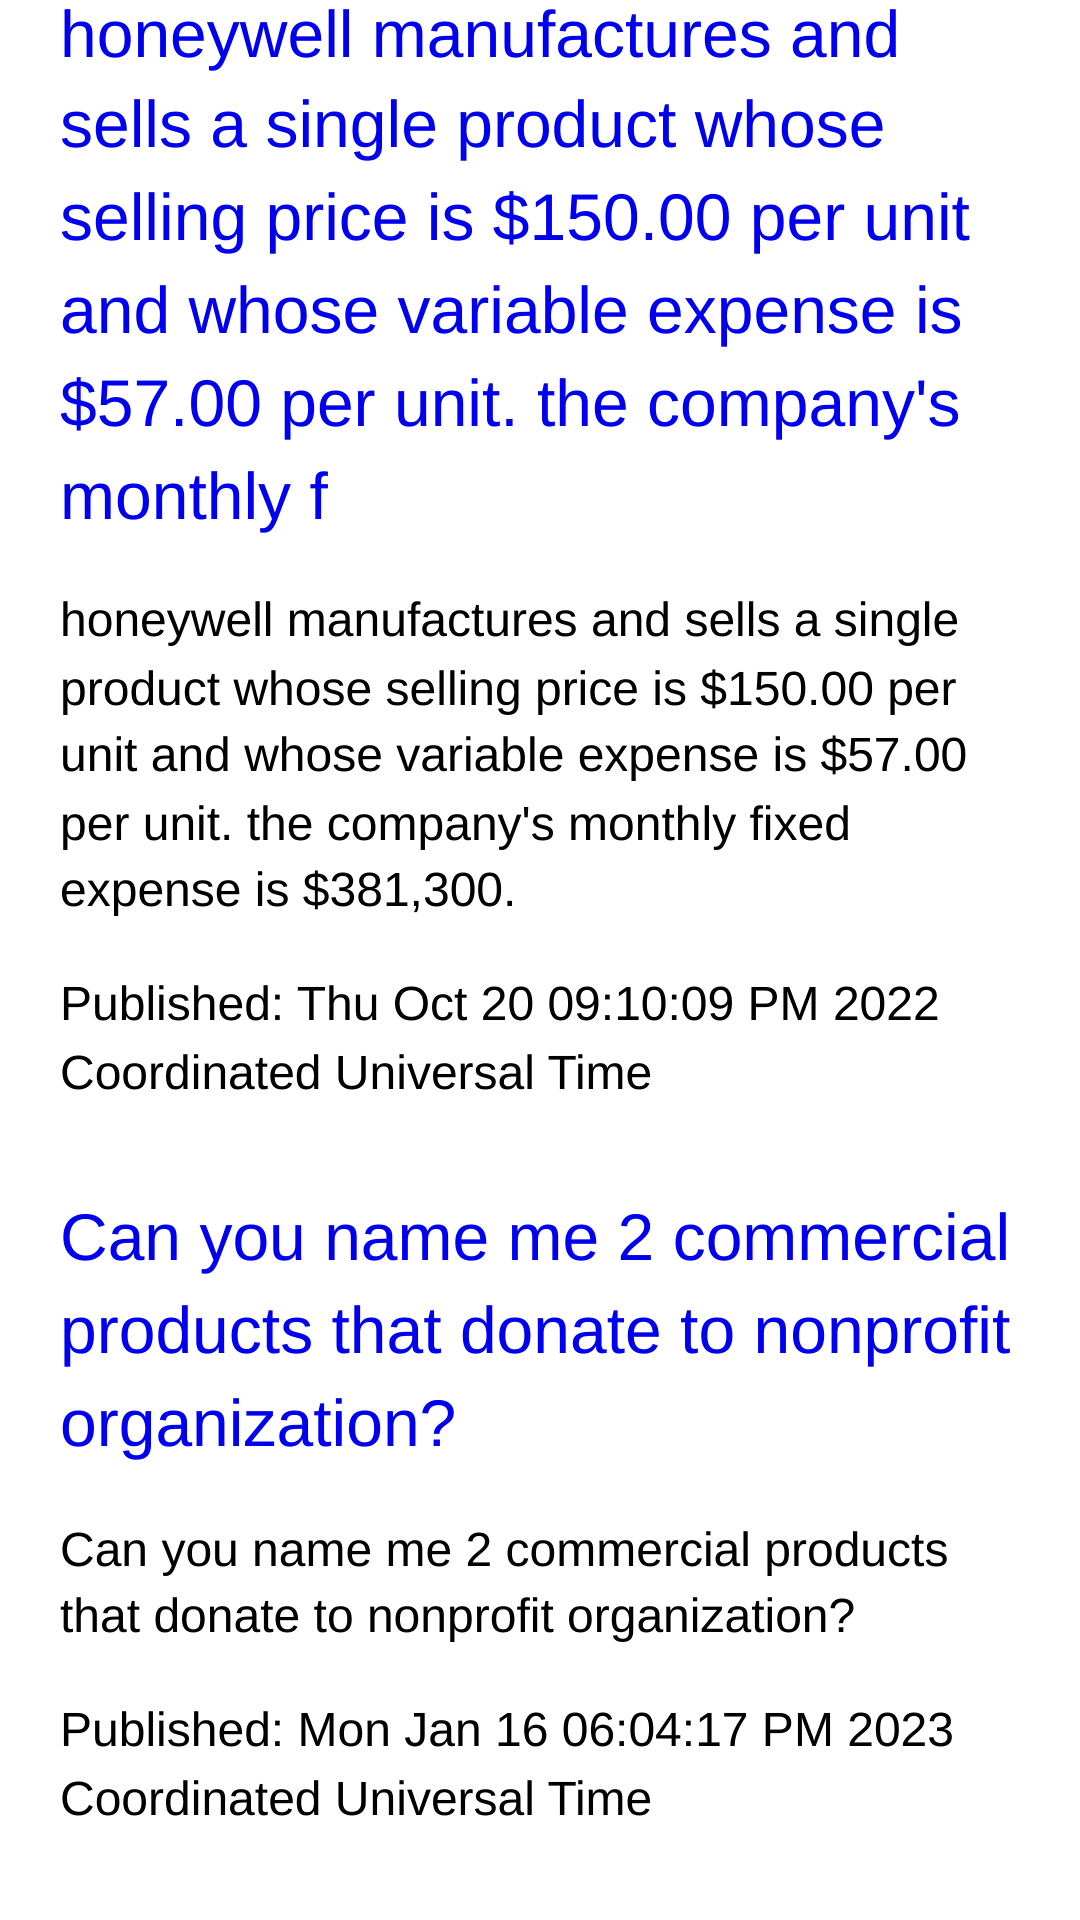 honeywell manufactures and
sells a single product whose
selling price is $150.00 per unit
and whose variable expense is
$57.00 per unit. the company's
monthly f
honeywell manufactures and sells a single
product whose selling price is $150.00 per
unit and whose variable expense is $57.00
per unit. the company's monthly fixed
expense is $381,300.
Published: Thu Oct 20 09:10:09 PM 2022
Coordinated Universal Time
Can you name me 2 commercial
products that donate to nonprofit
organization?
Can you name me 2 commercial products
that donate to nonprofit organization?
Published: Mon Jan 16 06:04:17 PM 2023
Coordinated Universal Time